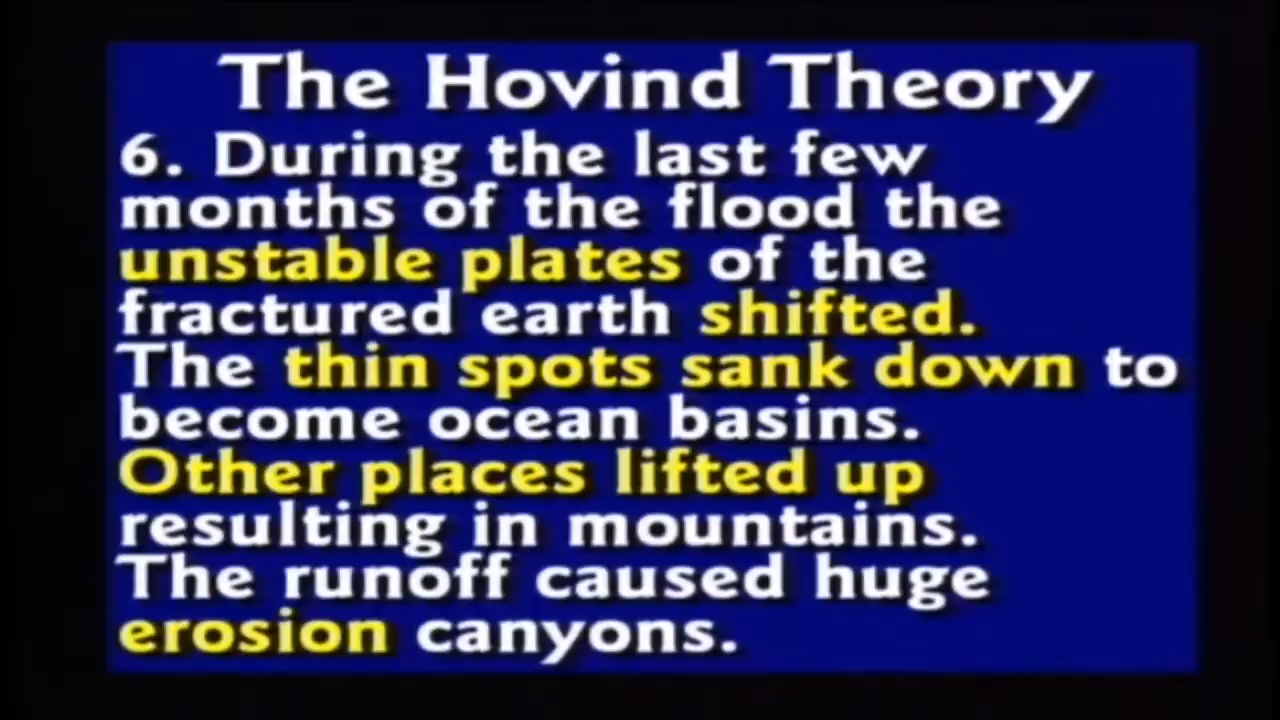 The Hovind Theory
6. During the last few
months of the flood the
unstable plates of the
fractured earth shifted.
The thin spots sank down to
become ocean basins.
Other places lifted up
resulting in mountains.
The runoff caused huge
erosion canyons.